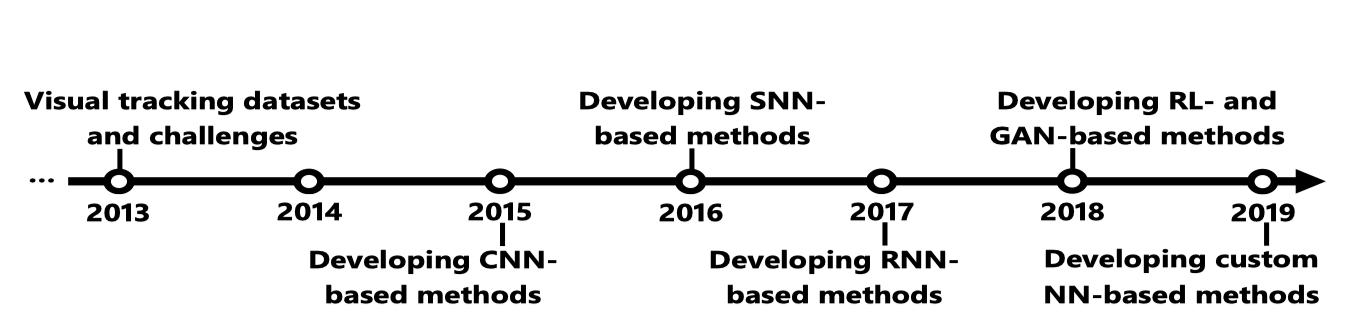 Visual tracking datasets
and challenges
Developing SNN-
based methods
Developing RL- and
GAN-based methods
...
2013
2014
2015
2016
2017
2018
2019
Developing CNN-
based methods
Developing RNN-
based methods
Developing custom
NN-based methods